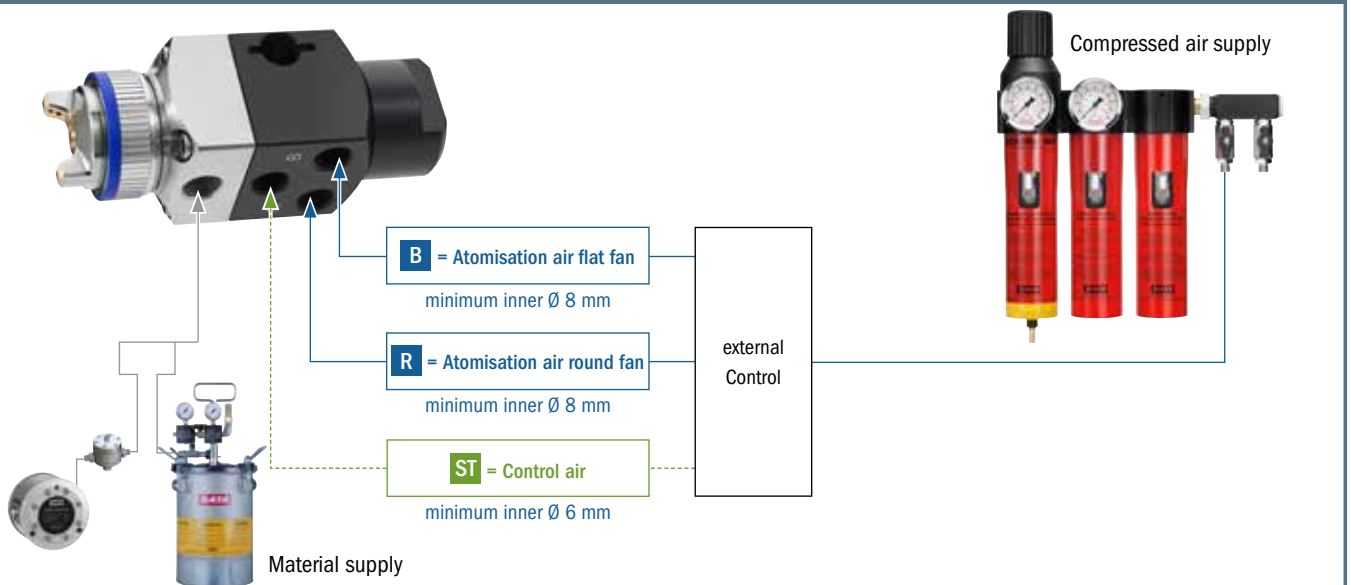 Compressed air supply
B = Atomisation air flat fan
minimum inner Ø 8 mm
R = Atomisation air round fan
minimum inner Ø 8 mm
external
Control
ST = Control air
minimum inner Ø 6 mm
SATA
Material supply